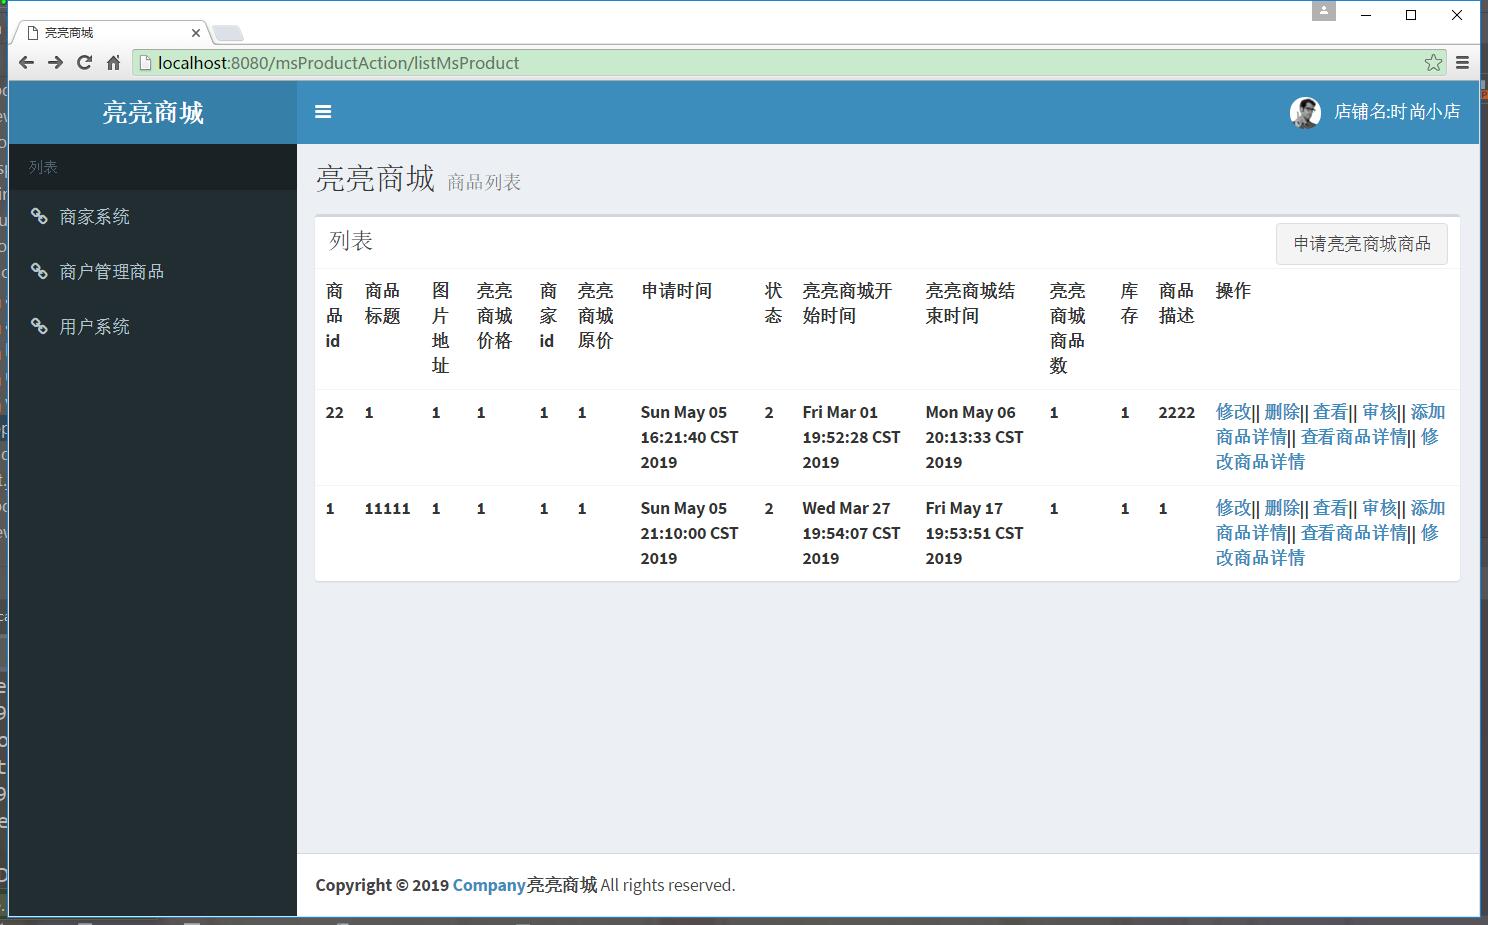 亮亮商城
localhost:8080/msProductAction/listMsProduct
亮亮商城
店铺名:时尚小店
列表
商家系统
商户管理商品
用户系统
亮亮商城 商品列表
列表
申请亮亮商城商品
商品id 商品标题 图片地址 亮亮商城价格 商家id 亮亮商城原价 申请时间 状态 亮亮商城开始时间 亮亮商城结束时间 亮亮商城商品数 库存 商品描述 操作
22 1 1 1 1 1 Sun May 05 16:21:40 CST 2019 2 Fri Mar 01 19:52:28 CST 2019 Mon May 06 20:13:33 CST 2019 1 1 2222 修改|| 删除|| 查看|| 审核|| 添加商品详情|| 查看商品详情|| 修改商品详情
1 11111 1 1 1 1 Sun May 05 21:10:00 CST 2019 2 Wed Mar 27 19:54:07 CST 2019 Fri May 17 19:53:51 CST 2019 1 1 1 修改|| 删除|| 查看|| 审核|| 添加商品详情|| 查看商品详情|| 修改商品详情
Copyright © 2019 Company亮亮商城 All rights reserved.